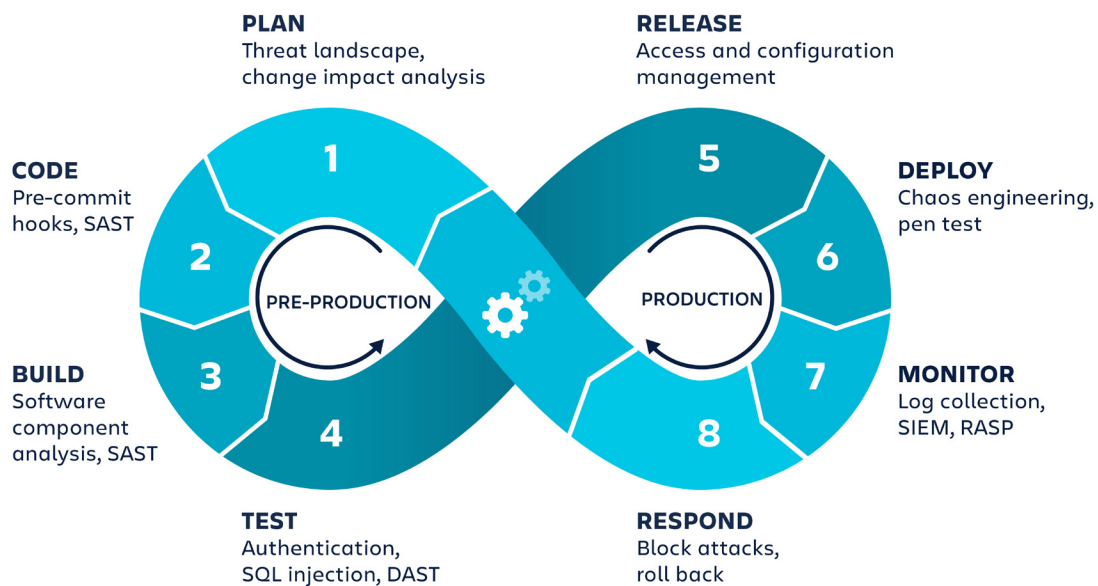 PLAN
Threat landscape,
change impact analysis
1
CODE
Pre-commit
hooks, SAST
2
BUILD
Software
component
analysis, SAST
3
TEST
Authentication,
SQL injection, DAST
4
PRE-PRODUCTION
RELEASE
Access and configuration
management
5
DEPLOY
Chaos engineering,
pen test
6
MONITOR
Log collection,
SIEM, RASP
7
RESPOND
Block attacks,
roll back
8
PRODUCTION